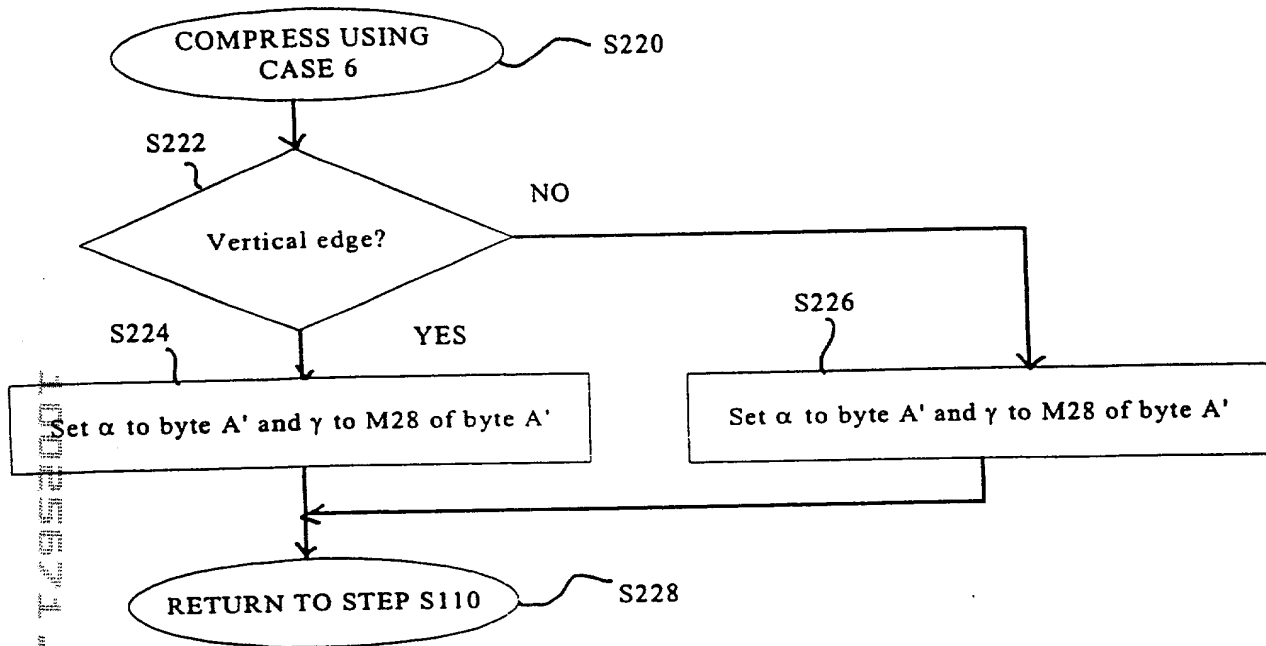 COMPRESS USING
CASE 6
S220
S222
Vertical edge?
NO
YES
S224
S226
Set α to byte A' and γ to M28 of byte A'
Set α to byte A' and γ to M28 of byte A'
RETURN TO STEP S110
S228